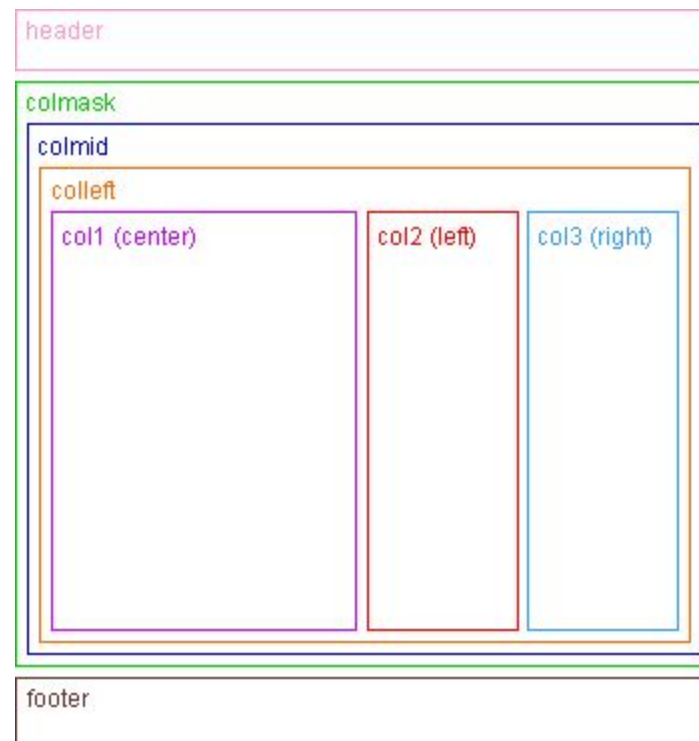 header
colmask
colmid
colleft
col1 (center)
col2 (left)
col3 (right)
footer